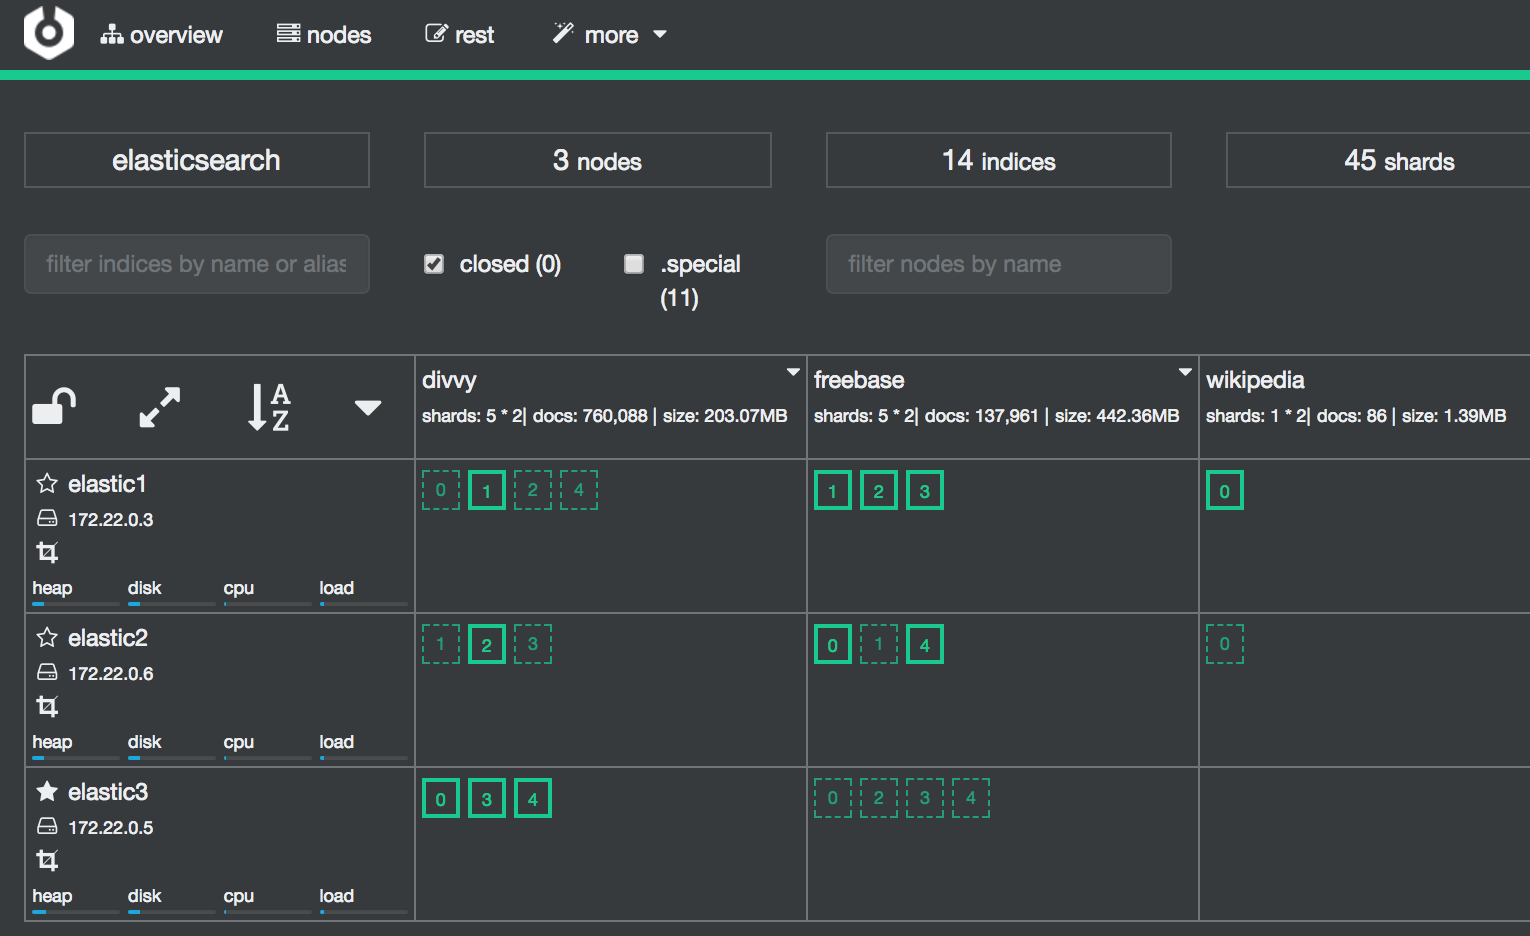 overview nodes rest more
elasticsearch 3 nodes 14 indices 45 shards
filter indices by name or alias closed (0) .special filter nodes by name
(11)
A
Z
divvy freebase wikipedia
shards: 5 * 2| docs: 760,088 | size: 203.07MB shards: 5 * 2| docs: 137,961 | size: 442.36MB shards: 1 * 2| docs: 86 | size: 1.39MB
elastic1 0 1 2 4 1 2 3 0
172.22.0.3
heap disk cpu load
elastic2 1 2 3 0 1 4 0
172.22.0.6
heap disk cpu load
elastic3 0 3 4 0 2 3 4
172.22.0.5
heap disk cpu load